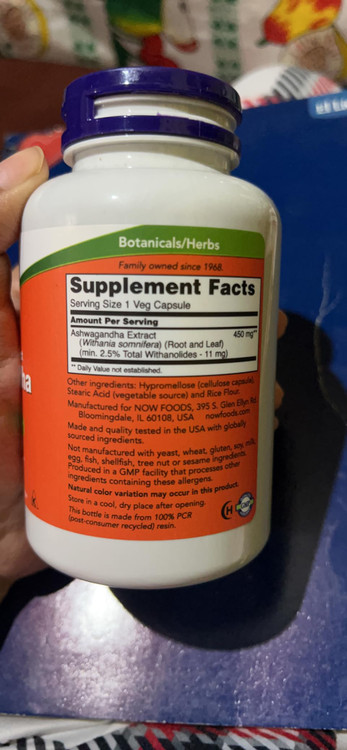 Botanicals/Herbs
Family owned since 1968.
Supplement Facts
Serving Size 1 Veg Capsule
Amount Per Serving
Ashwagandha Extract 450 mg**
(Withania somnifera) (Root and Leaf)
(min. 2.5% Total Withanolides - 11 mg)
** Daily Value not established.
Other ingredients: Hypromellose (cellulose capsule),
Stearic Acid (vegetable source) and Rice Flour.
Manufactured for NOW FOODS, 395 S. Glen Ellyn Rd.
Bloomingdale, IL 60108, USA nowfoods.com
Made and quality tested in the USA with globally
sourced ingredients.
Not manufactured with yeast, wheat, gluten, soy, milk,
egg, fish, shellfish, tree nut or sesame ingredients.
Produced in a GMP facility that processes other
ingredients containing these allergens.
Natural color variation may occur in this product.
Store in a cool, dry place after opening.
This bottle is made from 100% PCR
(post-consumer recycled) resin.